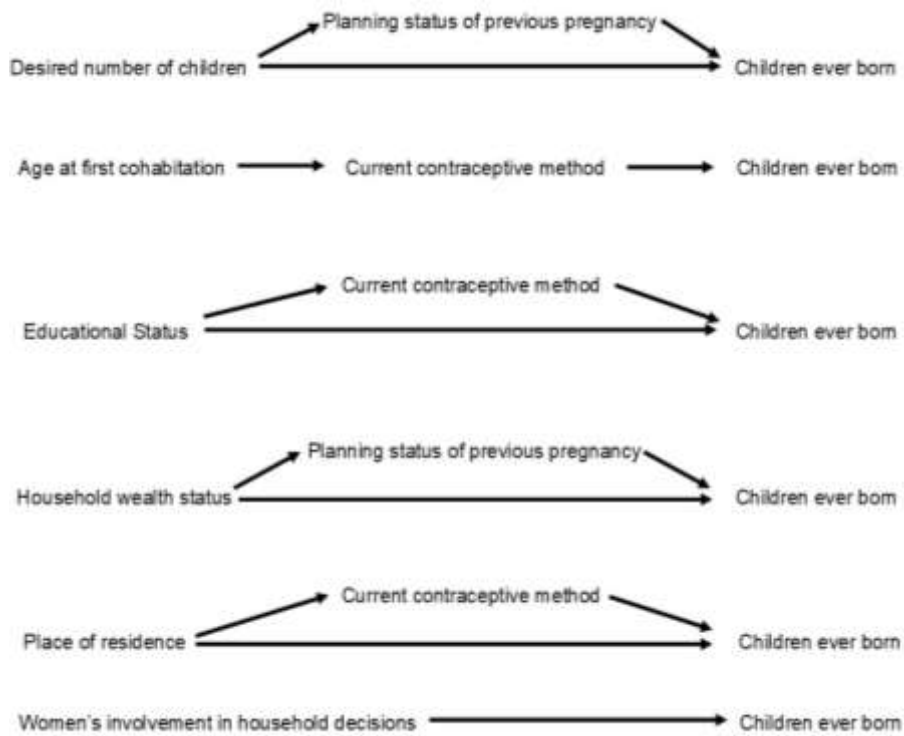 Planning status of previous pregnancy
Desired number of children Children ever born
Age at first cohabitation Current contraceptive method Children ever born
Current contraceptive method
Educational Status Children ever born
Planning status of previous pregnancy
Household wealth status Children ever born
Current contraceptive method
Place of residence Children ever born
Women's involvement in household decisions Children ever born